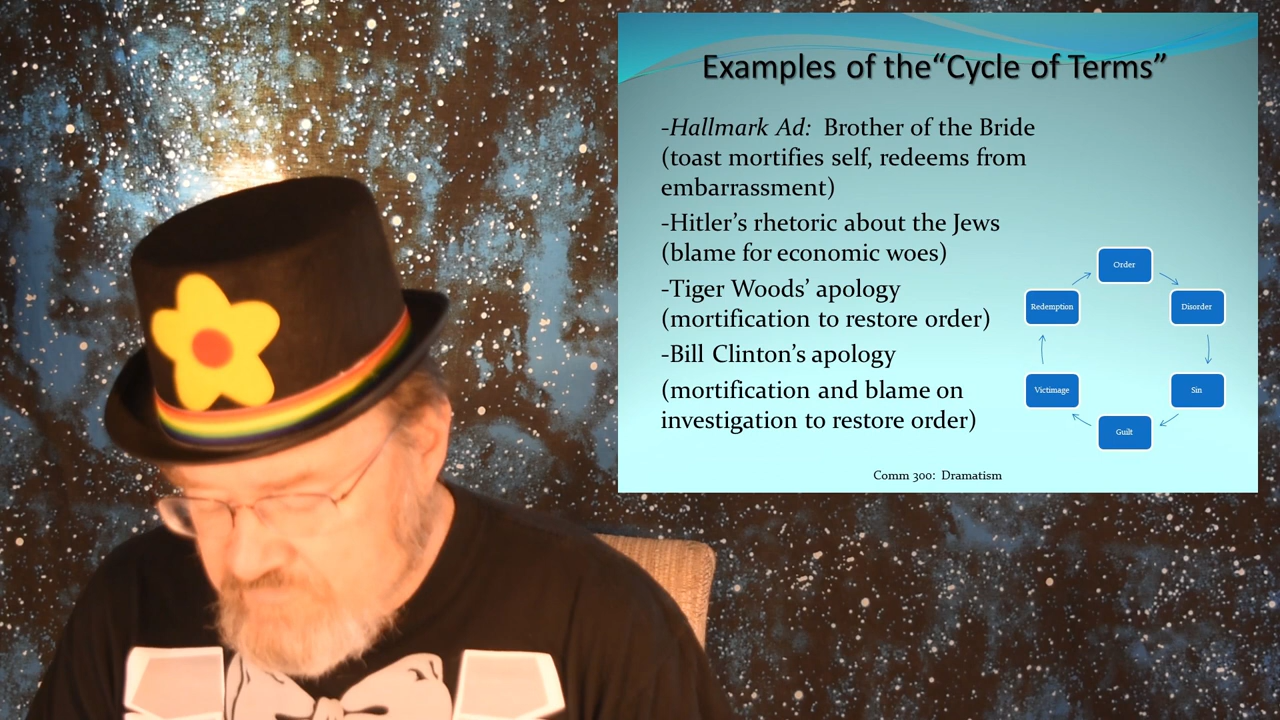 Examples of the“Cycle of Terms”
-Hallmark Ad:  Brother of the Bride
(toast mortifies self, redeems from
embarrassment)
-Hitler’s rhetoric about the Jews
(blame for economic woes)
-Tiger Woods’ apology
(mortification to restore order)
-Bill Clinton’s apology
(mortification and blame on
investigation to restore order)
Order
Disorder
Sin
Guilt
Victimage
Redemption
Comm 300:  Dramatism